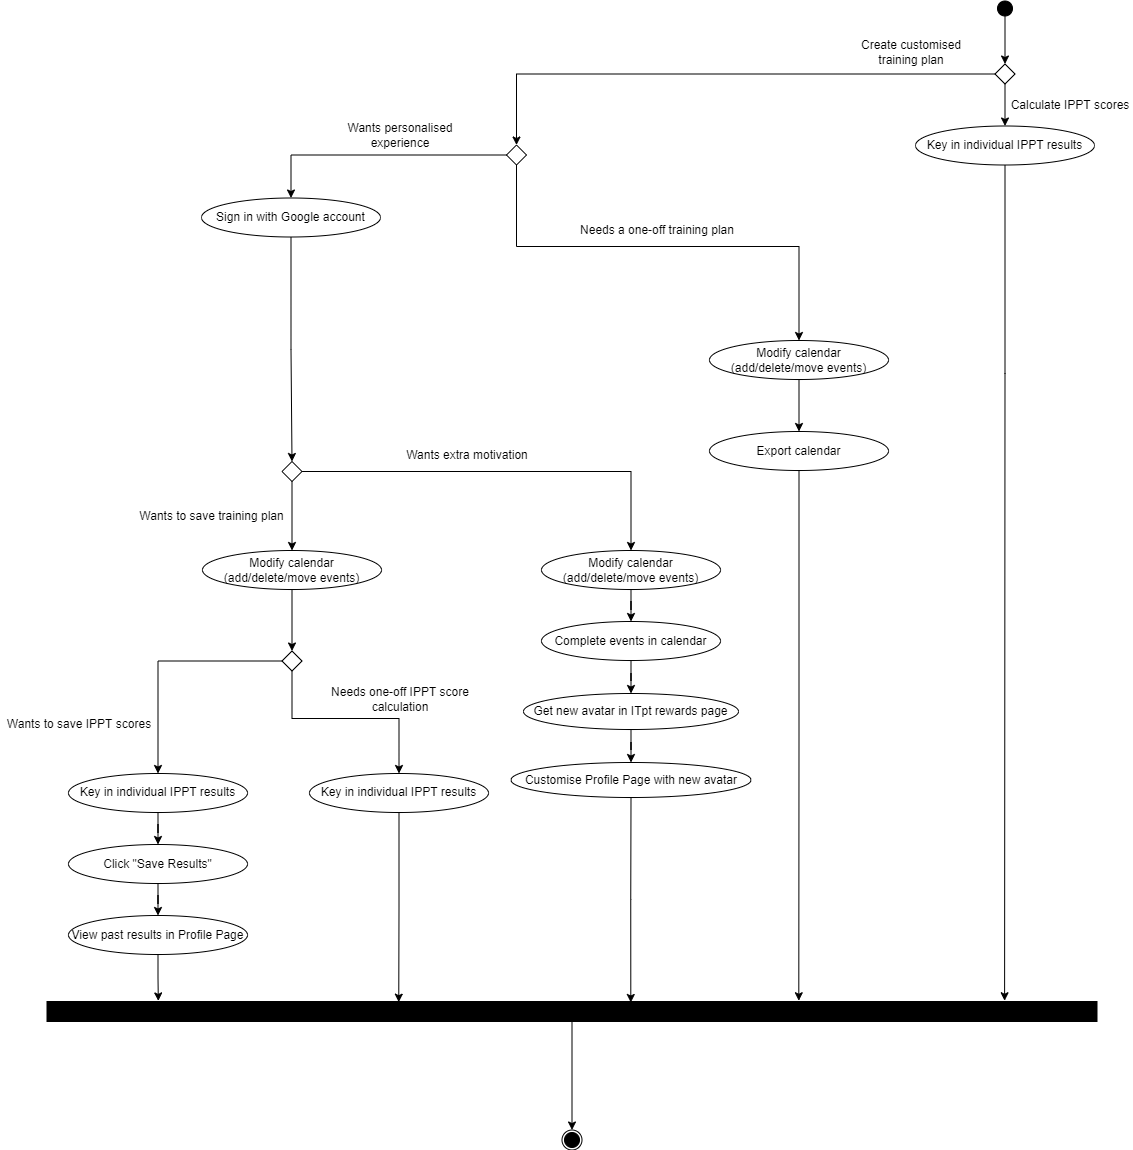 Create customised
training plan
Calculate IPPT scores
Wants personalised
experience
Key in individual IPPT results
Sign in with Google account
Needs a one-off training plan
Modify calendar
(add/delete/move events)
Export calendar
Wants extra motivation
Wants to save training plan
Modify calendar
(add/delete/move events)
Modify calendar
(add/delete/move events)
Complete events in calendar
Needs one-off IPPT score
calculation
Get new avatar in ITpt rewards page
Wants to save IPPT scores
Customise Profile Page with new avatar
Key in individual IPPT results
Key in individual IPPT results
Click "Save Results"
View past results in Profile Page